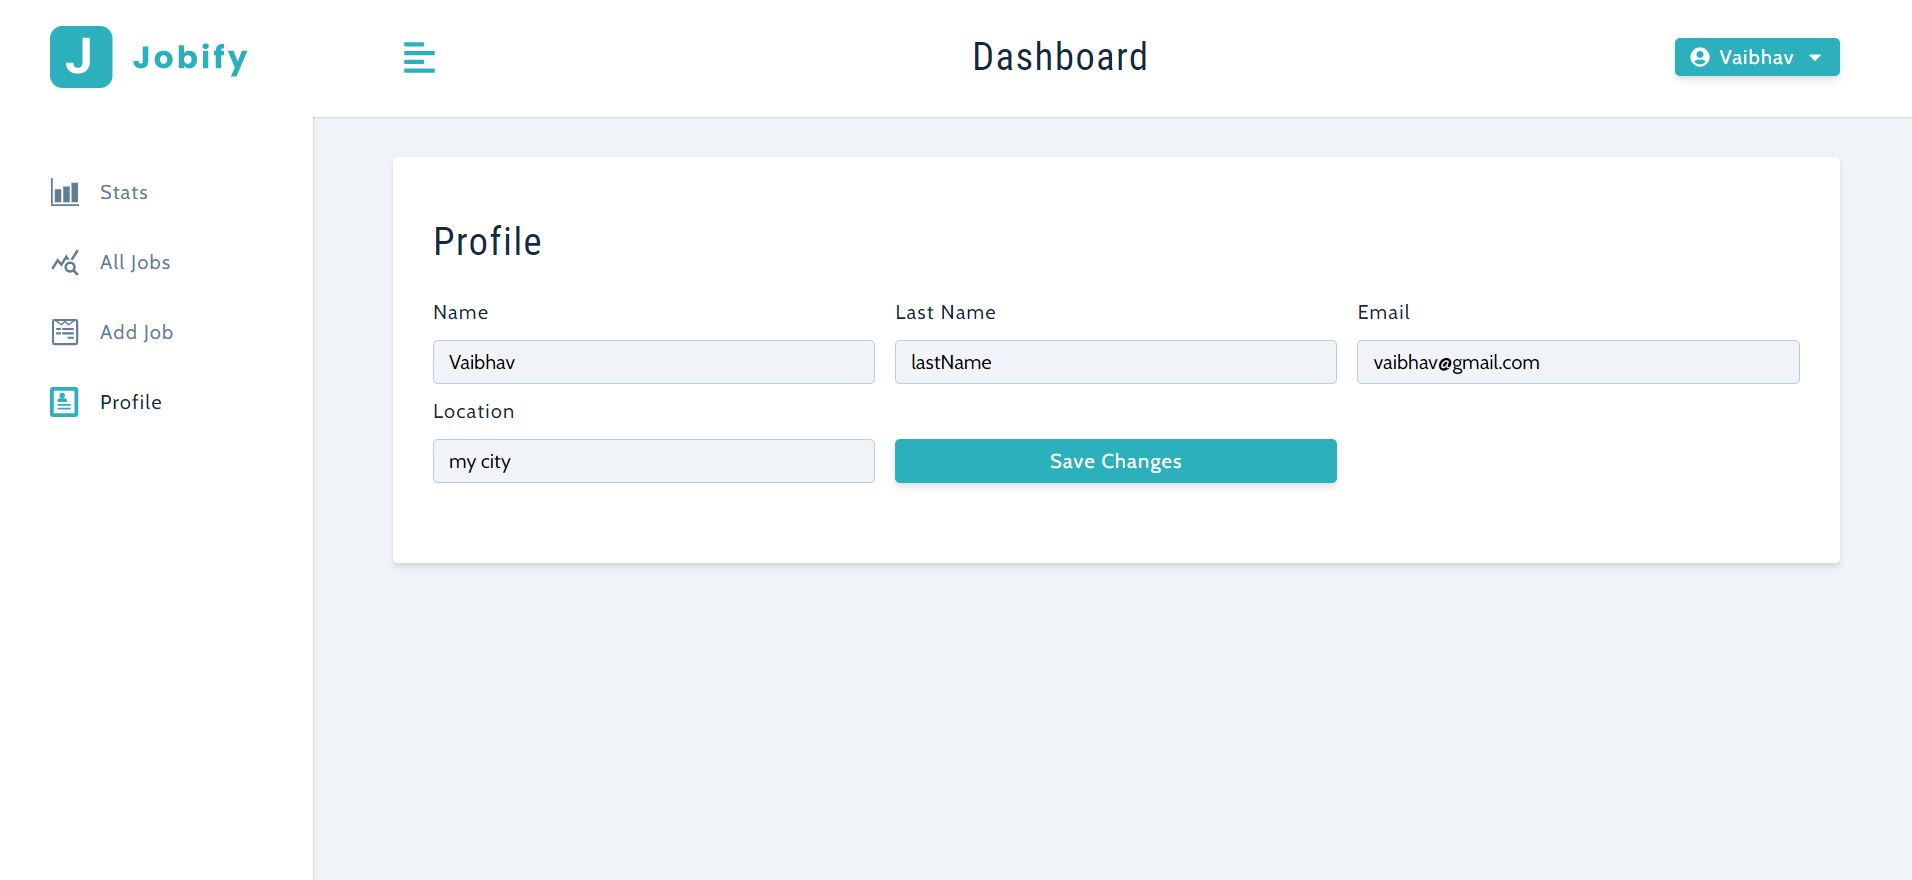 J Jobify
Dashboard
Vaibhav
Stats
All Jobs
Add Job
Profile
Profile
Name
Vaibhav
Last Name
lastName
Email
vaibhav@gmail.com
Location
my city
Save Changes